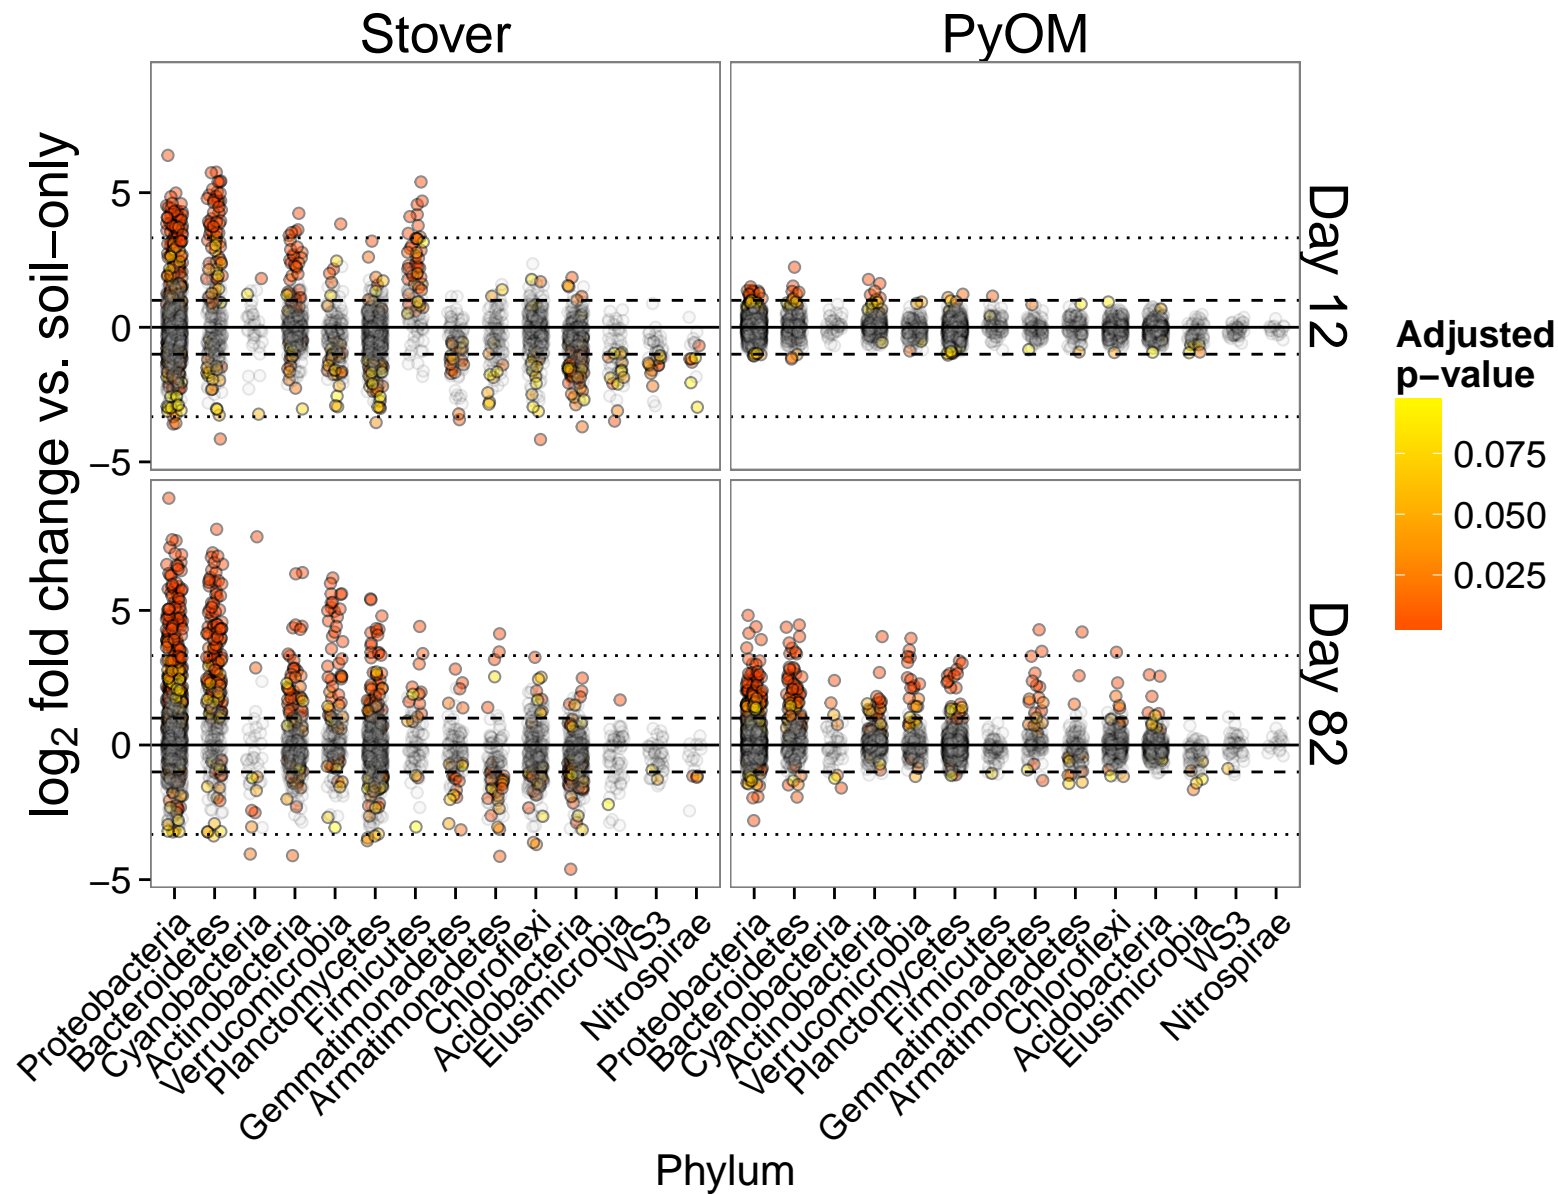 Stover
PyOM
log2 fold change vs. soil−only
5
0
−5
Day 12
5
0
−5
Day 82
Adjusted
p−value
0.075
0.050
0.025
Proteobacteria
Bacteroidetes
Cyanobacteria
Actinobacteria
Verrucomicrobia
Planctomycetes
Firmicutes
Gemmatimonadetes
Armatimonadetes
Chloroflexi
Acidobacteria
Elusimicrobia
WS3
Nitrospirae
Proteobacteria
Bacteroidetes
Cyanobacteria
Actinobacteria
Verrucomicrobia
Planctomycetes
Firmicutes
Gemmatimonadetes
Armatimonadetes
Chloroflexi
Acidobacteria
Elusimicrobia
WS3
Nitrospirae
Phylum